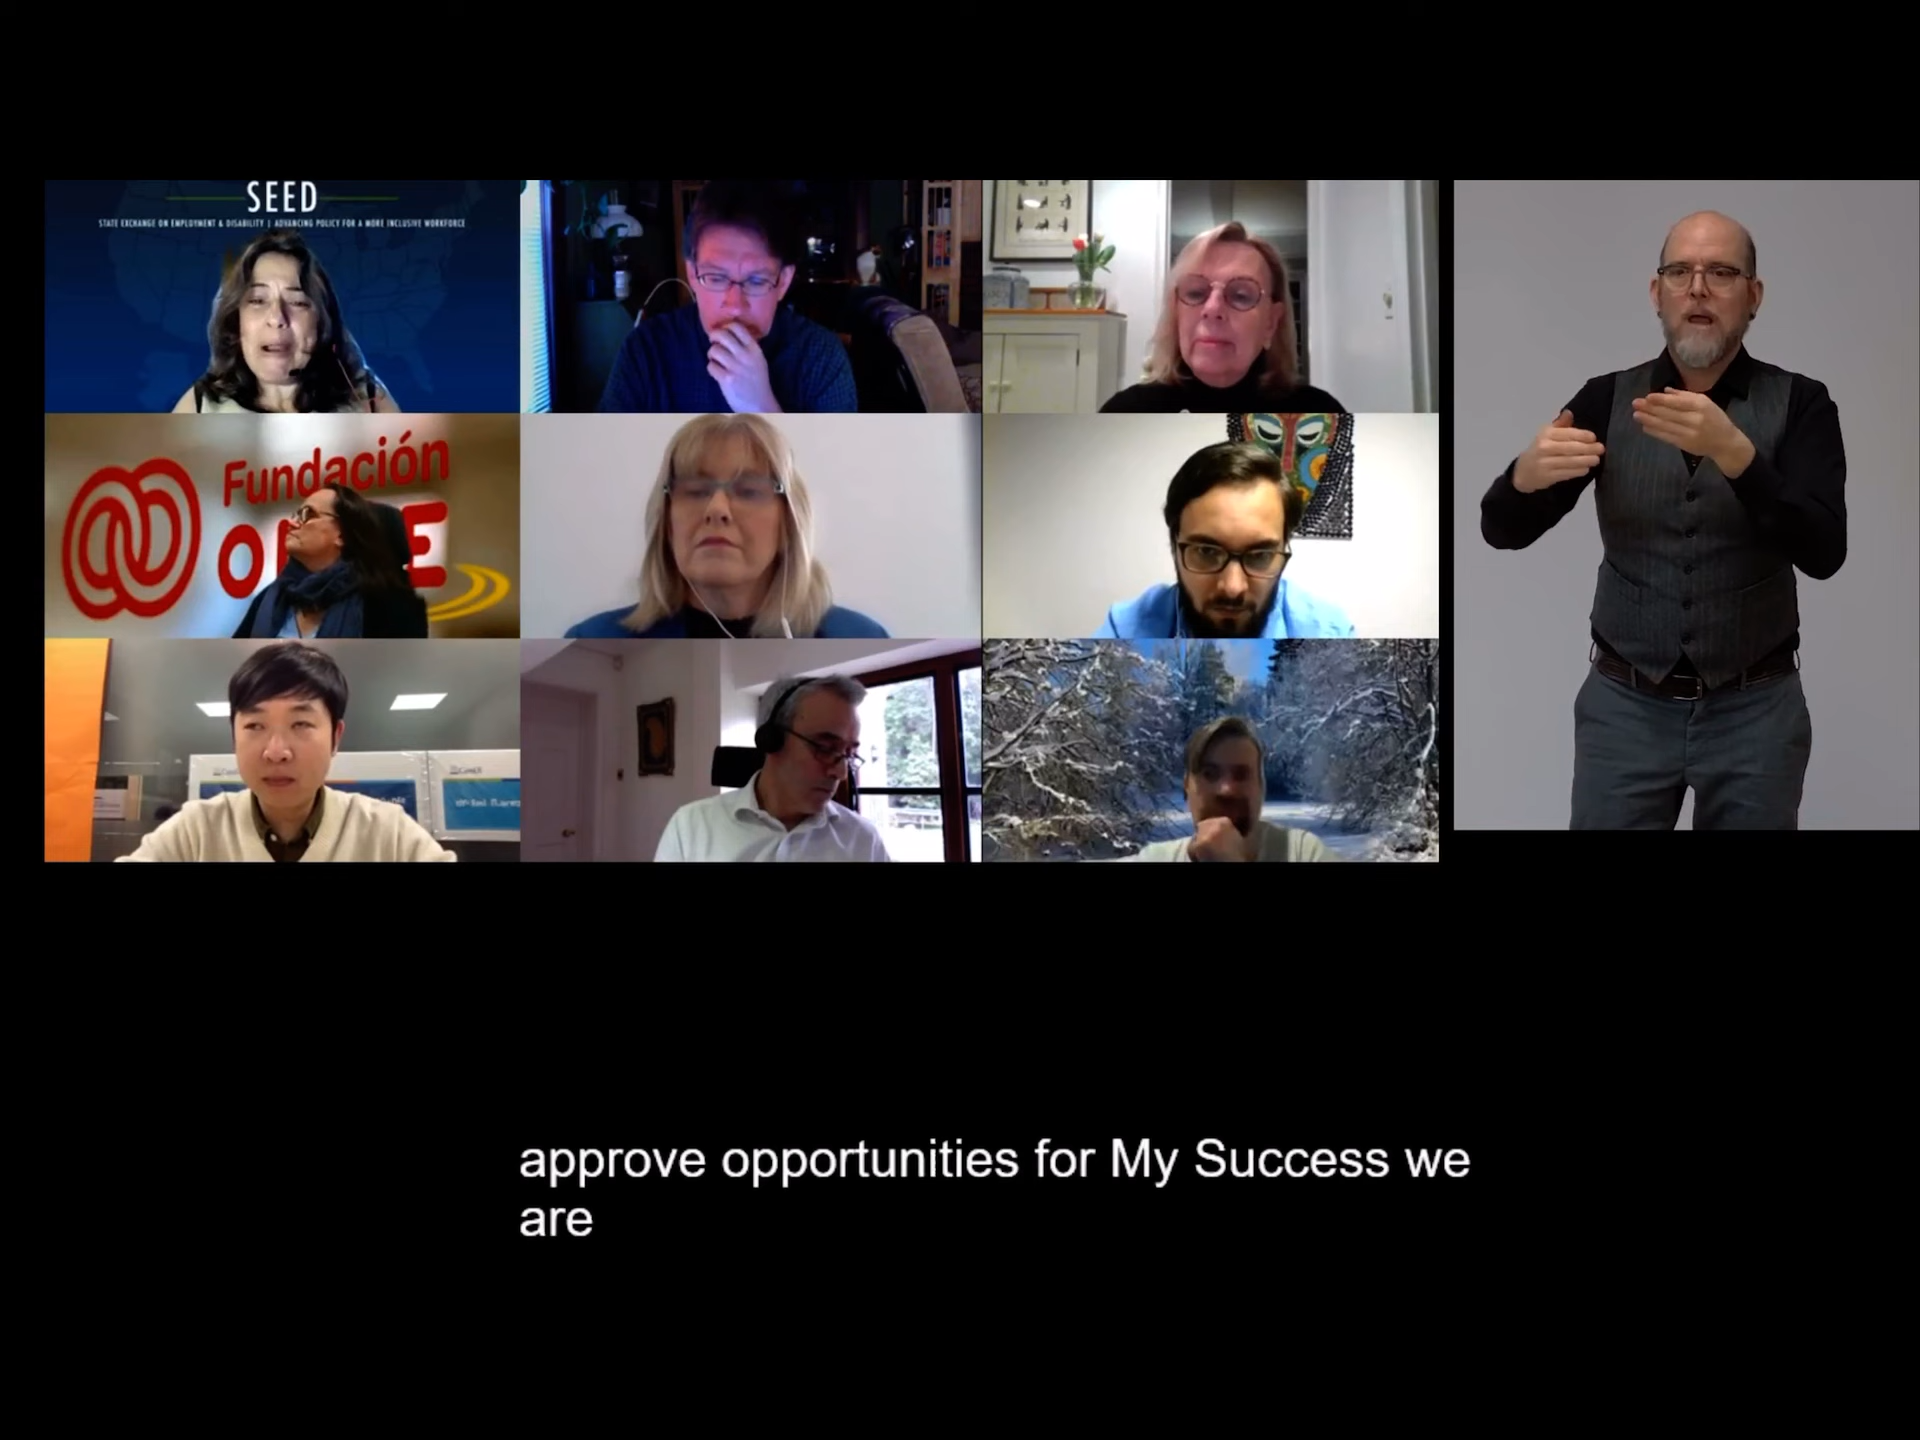 SEED
STATE EXCHANGE ON EMPLOYMENT & DISABILITY | ADVANCING POLICY FOR A MORE INCLUSIVE WORKFORCE
Fundación
approve opportunities for My Success we
are